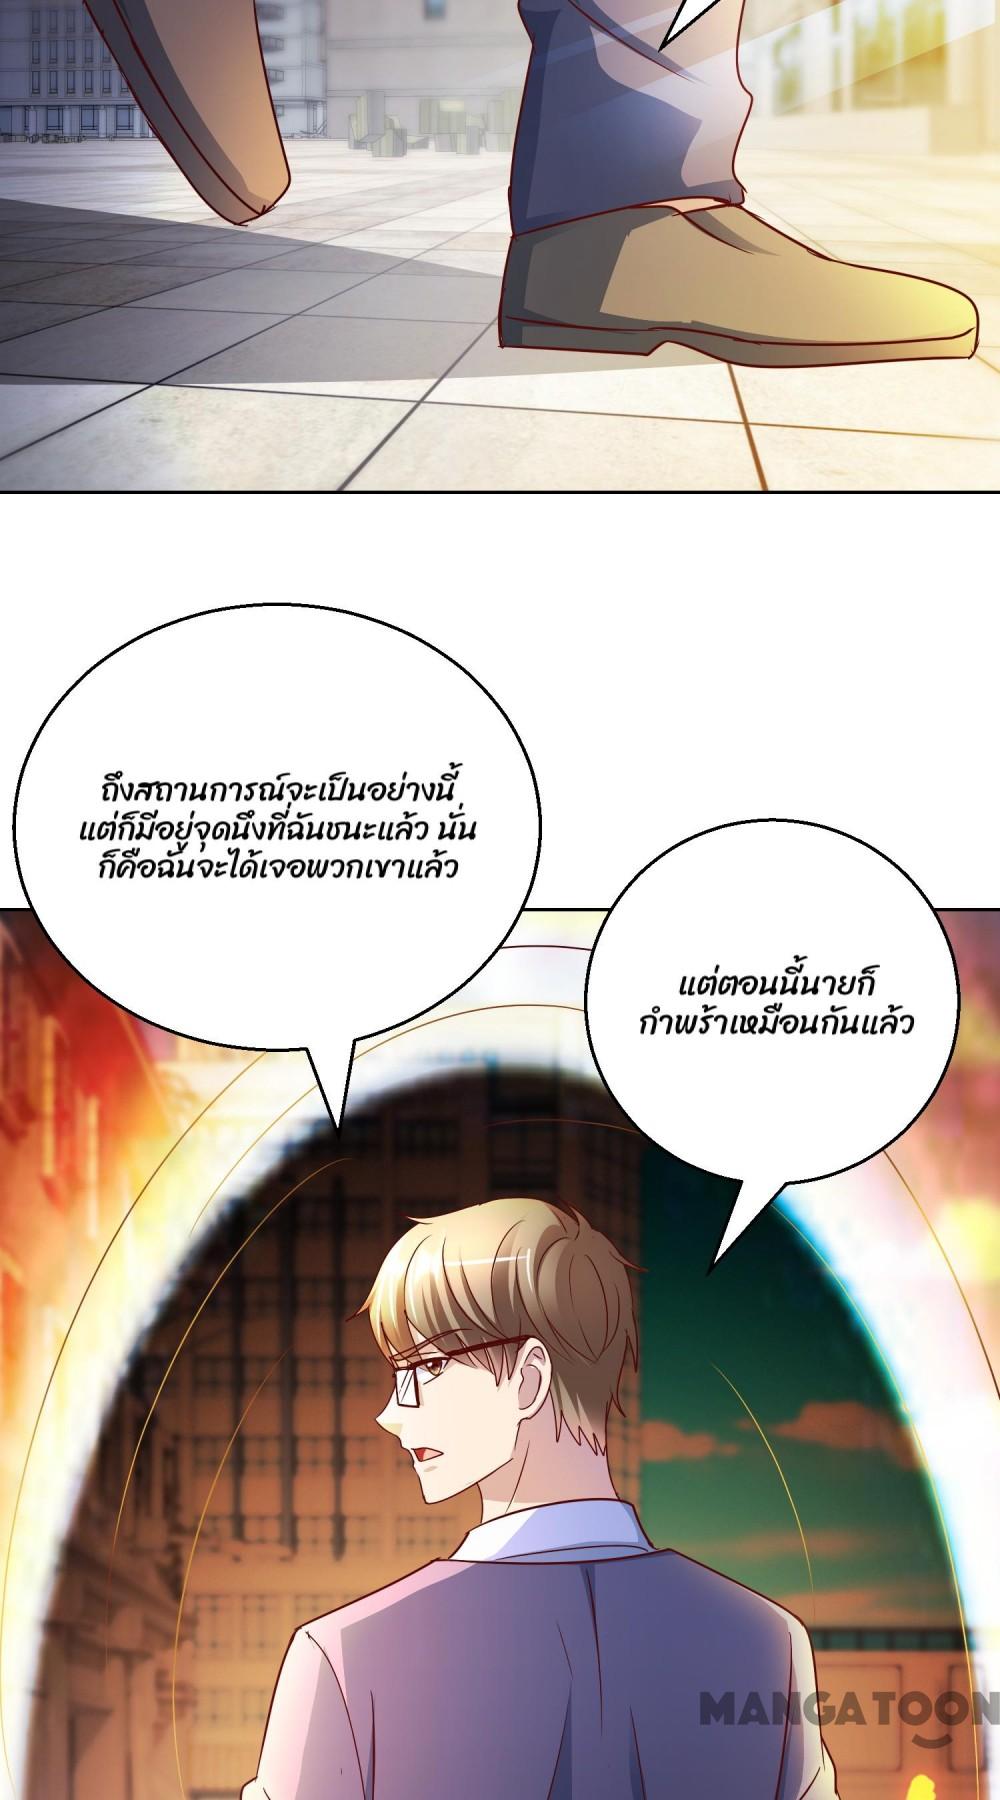 ถึงสถานการณ์จะเป็นอย่างนี้
แต่ก็มีอยู่จุดนึงที่ฉันชนะแล้ว นั่น
ก็คือฉันจะได้เจอพวกเขาแล้ว
แต่ตอนนี้นายก็
กำพร้าเหมือนกันแล้ว
MANGATOON